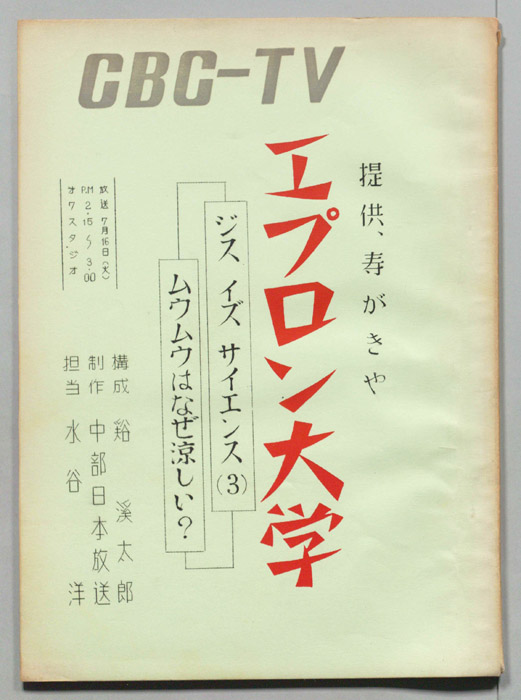 CBC-TV
提供、寿がきや
エプロン大学
ジス イズ サイエンス(3)
ムウムウはなぜ涼しい?
放送 7月16日(火)
P.M 2.15〜3.00
オワスタジオ
構成 谿 溪太郎
制作 中部日本放送
担当 水谷 洋